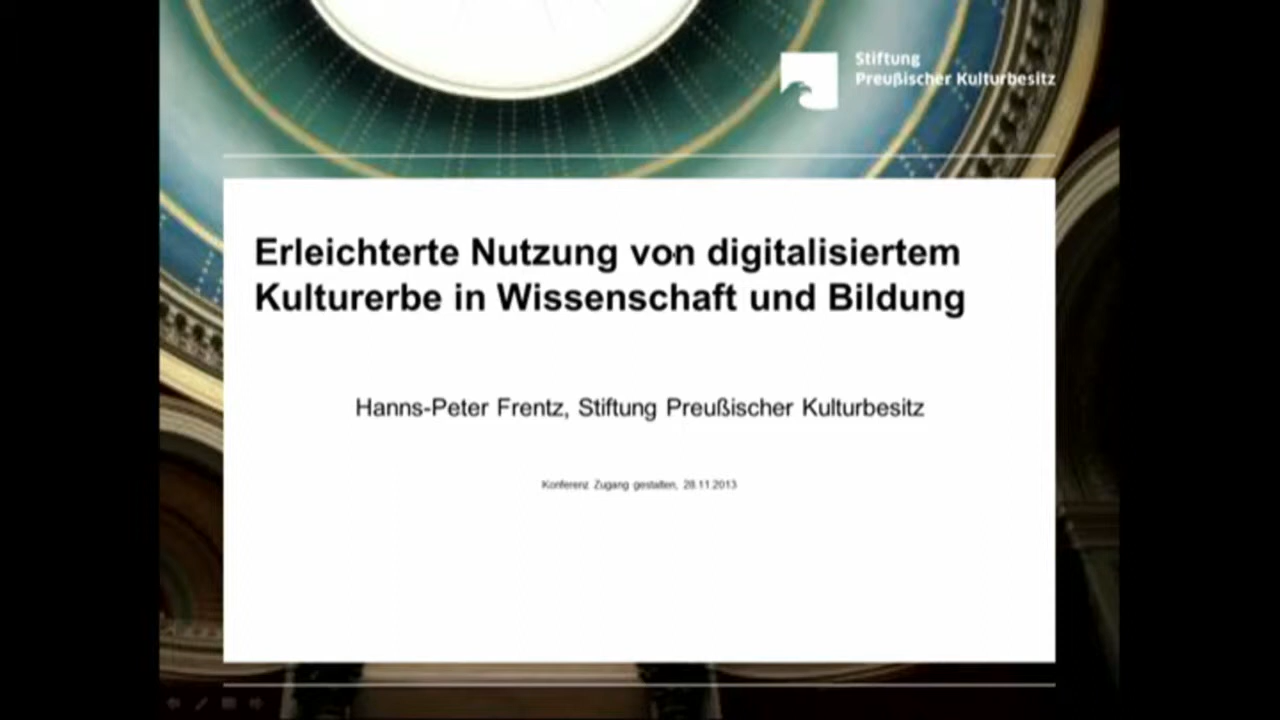 Stiftung
Preußischer Kulturbesitz
Erleichterte Nutzung von digitalisiertem
Kulturerbe in Wissenschaft und Bildung
Hanns-Peter Frentz, Stiftung Preußischer Kulturbesitz
Konferenz Zugang gestalten, 28.11.2013